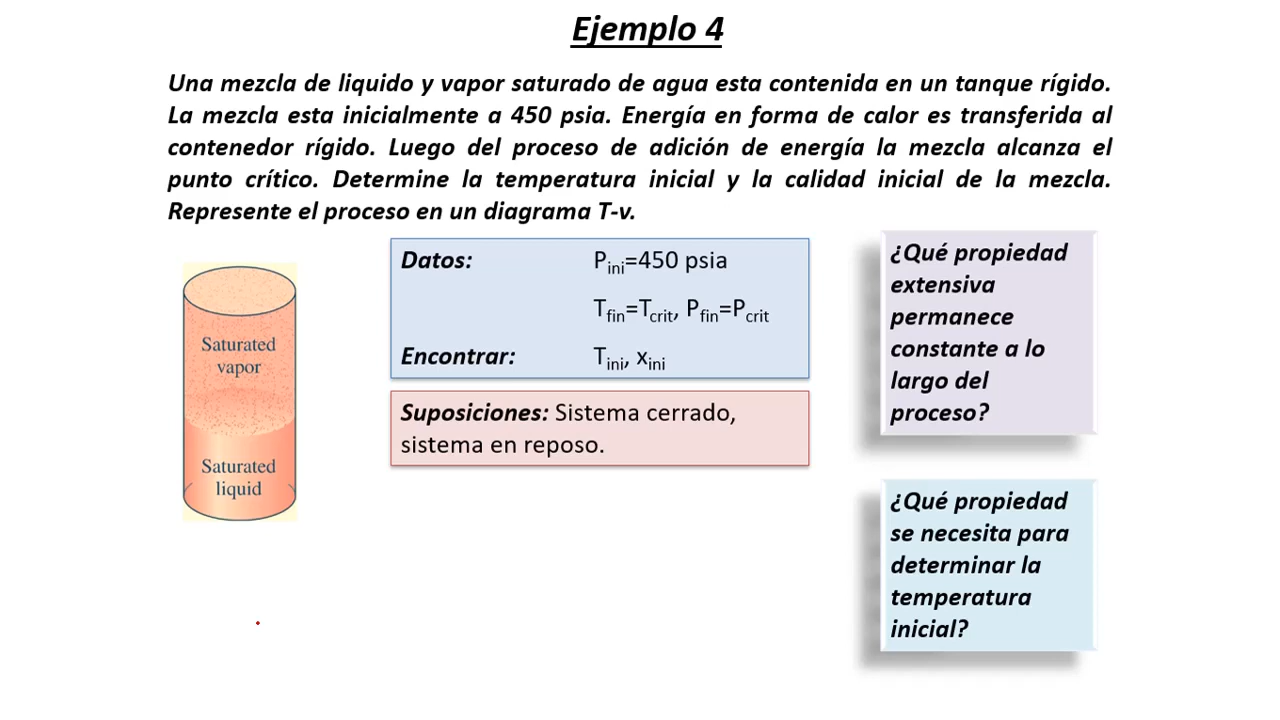 Ejemplo 4
Una mezcla de liquido y vapor saturado de agua esta contenida en un tanque rígido.
La mezcla esta inicialmente a 450 psia. Energía en forma de calor es transferida al
contenedor rígido. Luego del proceso de adición de energía la mezcla alcanza el
punto crítico. Determine la temperatura inicial y la calidad inicial de la mezcla.
Represente el proceso en un diagrama T-v.
Saturated
vapor
Saturated
liquid
Datos: Pini=450 psia
Tfin=Tcrit, Pfin=Pcrit
Encontrar: Tini, xini
Suposiciones: Sistema cerrado,
sistema en reposo.
¿Qué propiedad
extensiva
permanece
constante a lo
largo del
proceso?
¿Qué propiedad
se necesita para
determinar la
temperatura
inicial?